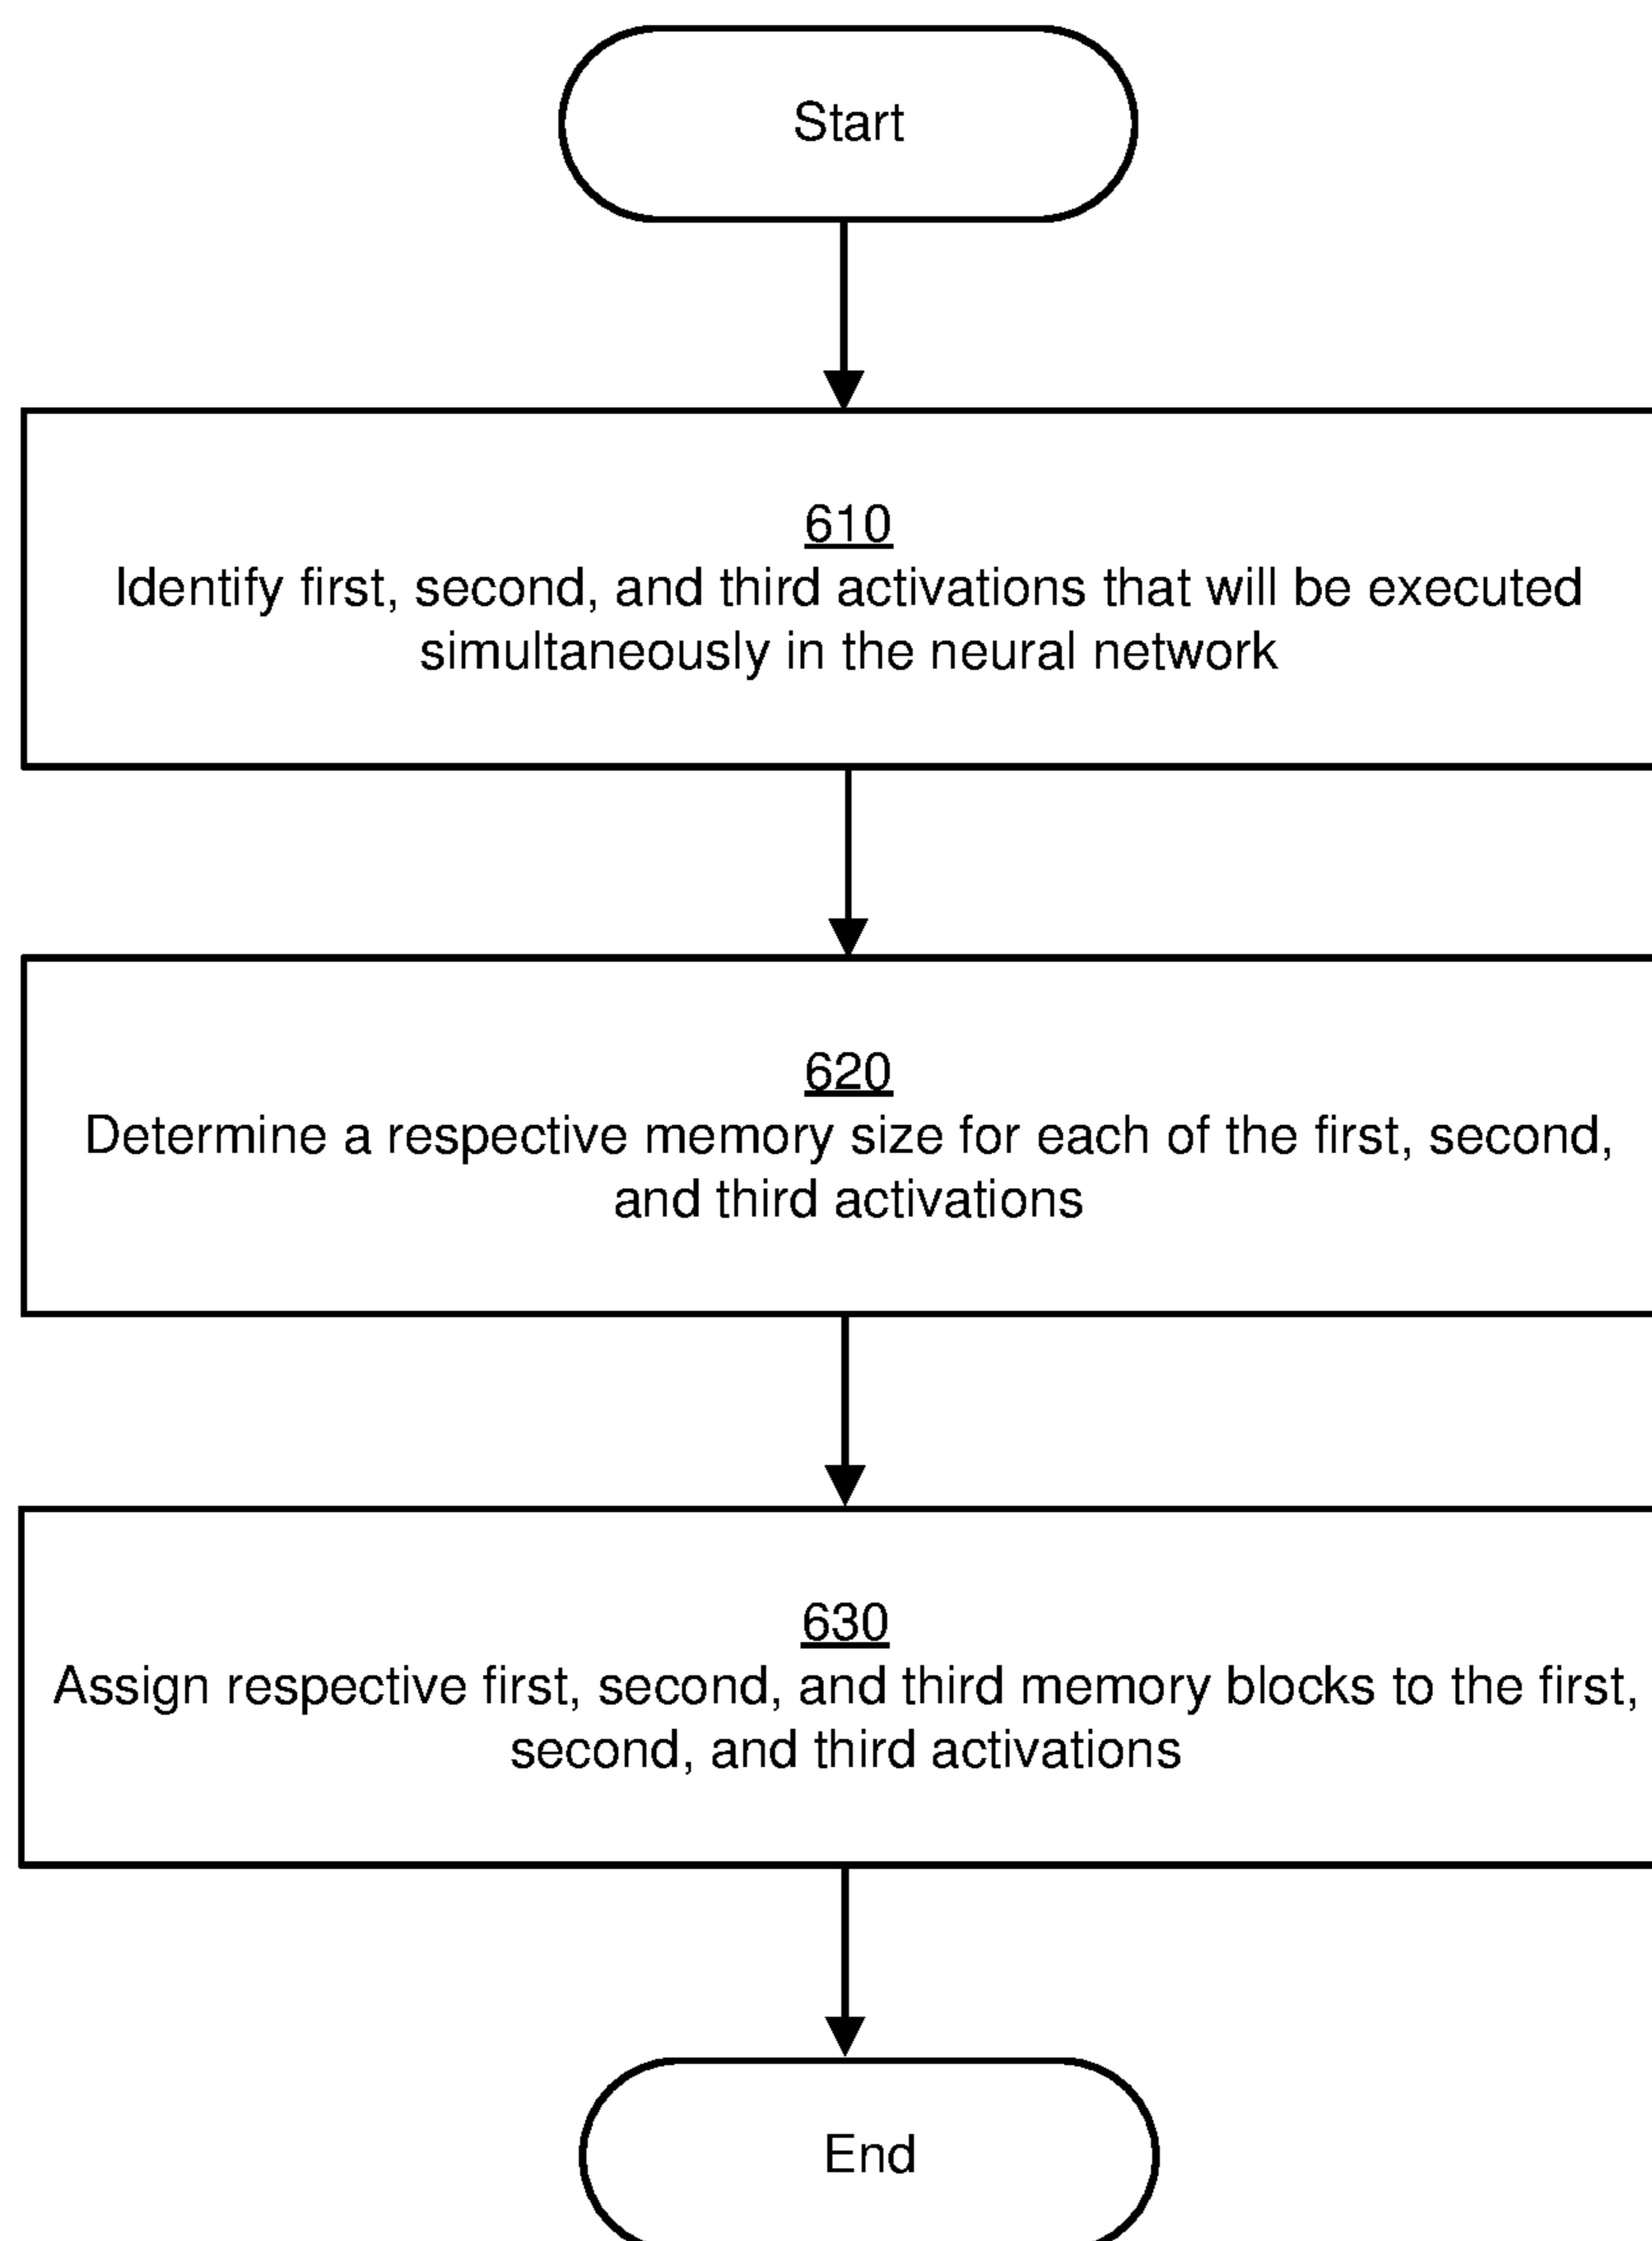 Start
610
Identify first, second, and third activations that will be executed
simultaneously in the neural network
620
Determine a respective memory size for each of the first, second,
and third activations
630
Assign respective first, second, and third memory blocks to the first,
second, and third activations
End